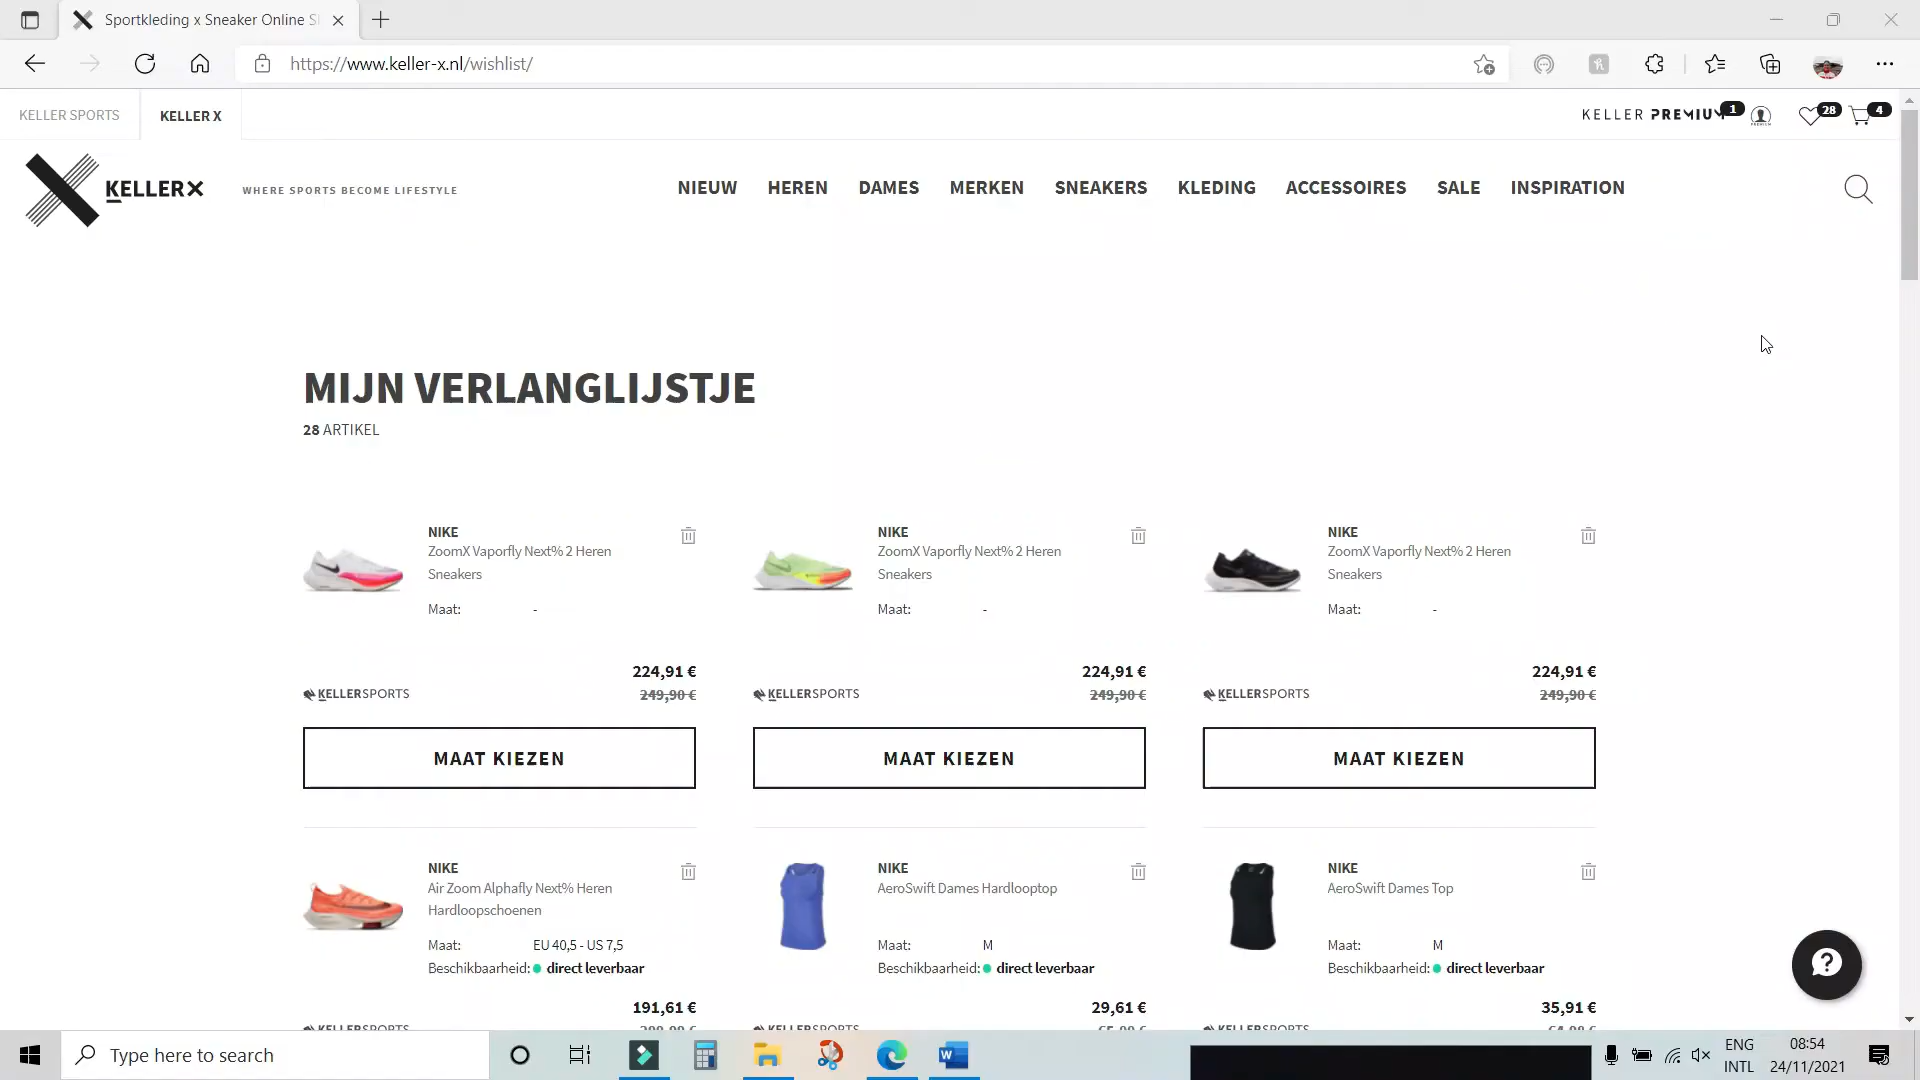 Sportkleding x Sneaker Online S
https://www.keller-x.nl/wishlist/
KELLER SPORTS
KELLER X
KELLER PREMIUM
1
28
4
KELLERX
WHERE SPORTS BECOME LIFESTYLE
NIEUW
HEREN
DAMES
MERKEN
SNEAKERS
KLEDING
ACCESSOIRES
SALE
INSPIRATION
MIJN VERLANGLIJSTJE
28 ARTIKEL
NIKE
ZoomX Vaporfly Next% 2 Heren
Sneakers
Maat: -
224,91 €
KELLERSPORTS
249,90 €
MAAT KIEZEN
NIKE
ZoomX Vaporfly Next% 2 Heren
Sneakers
Maat: -
224,91 €
KELLERSPORTS
249,90 €
MAAT KIEZEN
NIKE
ZoomX Vaporfly Next% 2 Heren
Sneakers
Maat: -
224,91 €
KELLERSPORTS
249,90 €
MAAT KIEZEN
NIKE
Air Zoom Alphafly Next% Heren
Hardloopschoenen
Maat: EU 40,5 - US 7,5
Beschikbaarheid: direct leverbaar
191,61 €
KELLERSPORTS
NIKE
AeroSwift Dames Hardlooptop
Maat: M
Beschikbaarheid: direct leverbaar
29,61 €
KELLERSPORTS
NIKE
AeroSwift Dames Top
Maat: M
Beschikbaarheid: direct leverbaar
35,91 €
KELLERSPORTS
Type here to search
ENG
INTL
08:54
24/11/2021